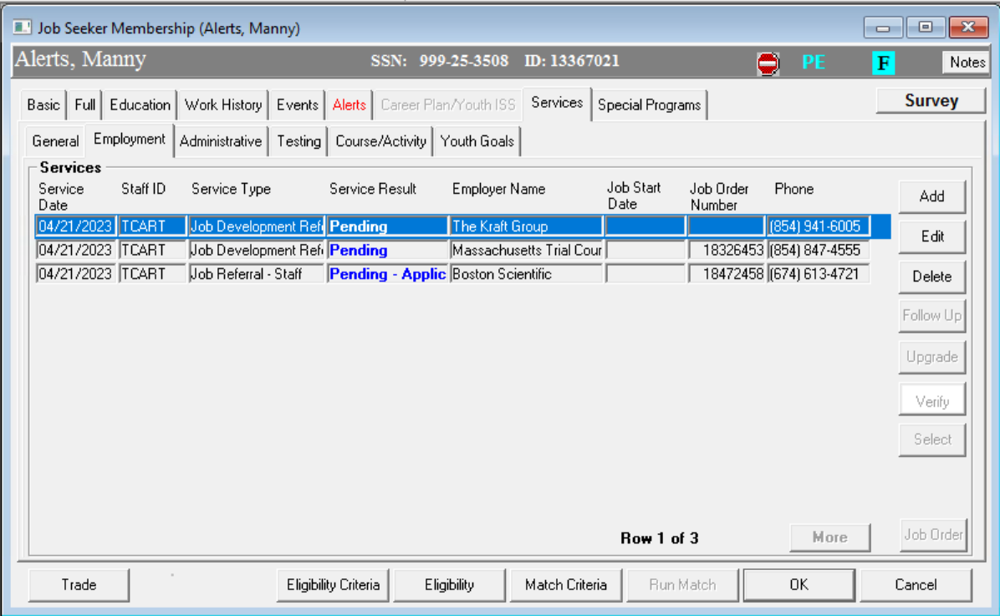 Job Seeker Membership (Alerts, Manny)
Alerts, Manny SSN: 999-25-3508 ID: 13367021 PE F Notes
Basic Full Education Work History Events Alerts Career Plan/Youth ISS Services Special Programs Survey
General Employment Administrative Testing Course/Activity Youth Goals
Services
Service Date Staff ID Service Type Service Result Employer Name Job Start Date Job Order Number Phone
04/21/2023 TCART Job Development Ref Pending The Kraft Group (854) 941-6005
04/21/2023 TCART Job Development Ref Pending Massachusetts Trial Cour 18326453 (854) 847-4555
04/21/2023 TCART Job Referral - Staff Pending - Applic Boston Scientific 18472458 (674) 613-4721
Add
Edit
Delete
Follow Up
Upgrade
Verify
Select
Row 1 of 3 More Job Order
Trade Eligibility Criteria Eligibility Match Criteria Run Match OK Cancel